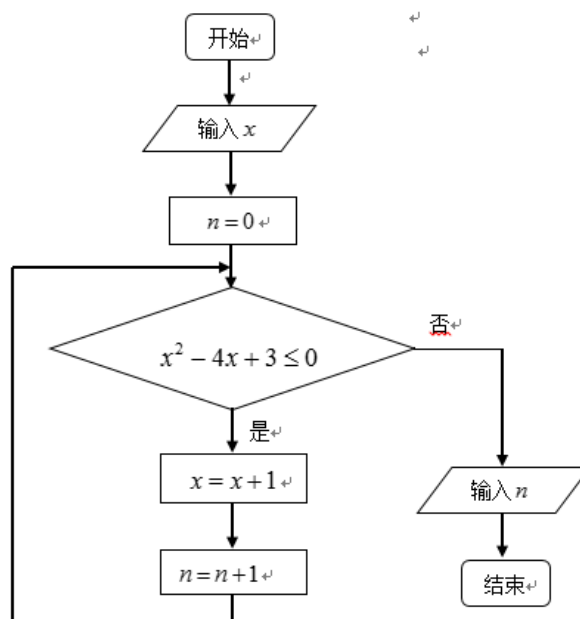 开始
输入 x
n = 0
x² − 4x + 3 ≤ 0
否
是
x = x + 1
输入 n
n = n + 1
结束